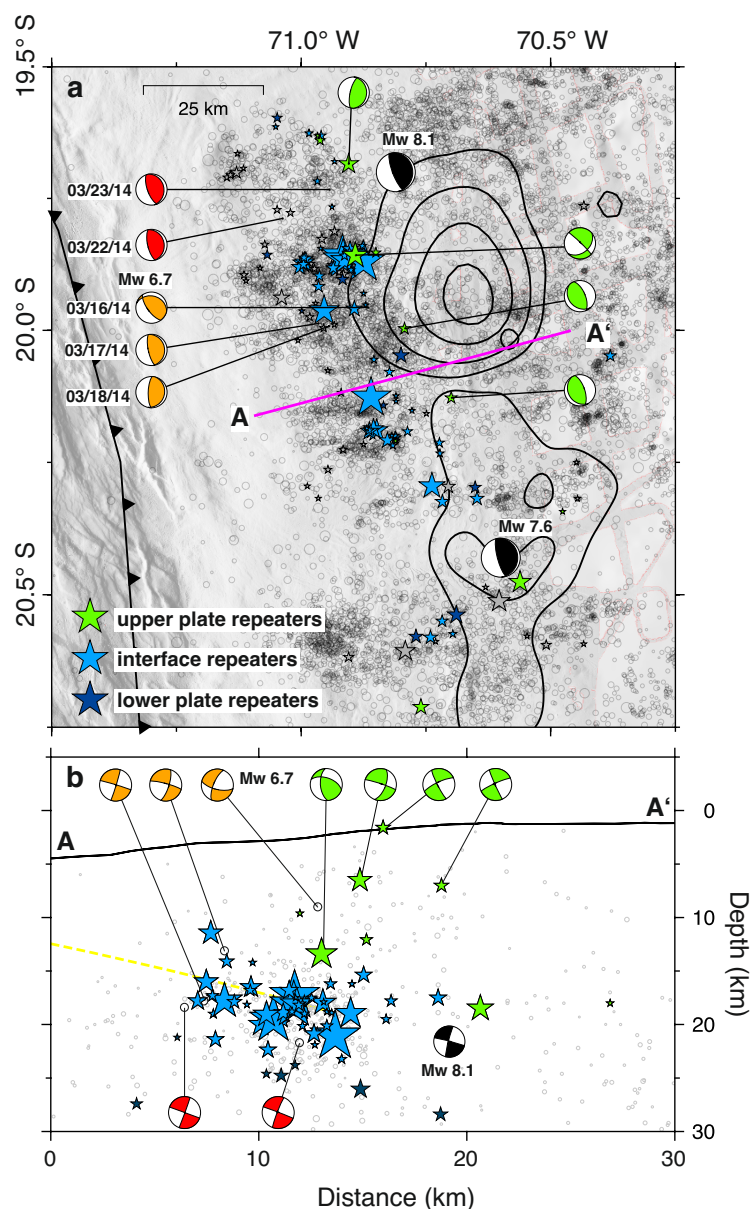 71.0° W 70.5° W
19.5° S
a
25 km
Mw 8.1
03/23/14
03/22/14
Mw 6.7
03/16/14
20.0° S
03/17/14
A‘
03/18/14
A
Mw 7.6
20.5° S
upper plate repeaters
interface repeaters
lower plate repeaters
b
Mw 6.7
A A‘
0
10
20
30
Mw 8.1
Depth (km)
0 10 20 30
Distance (km)